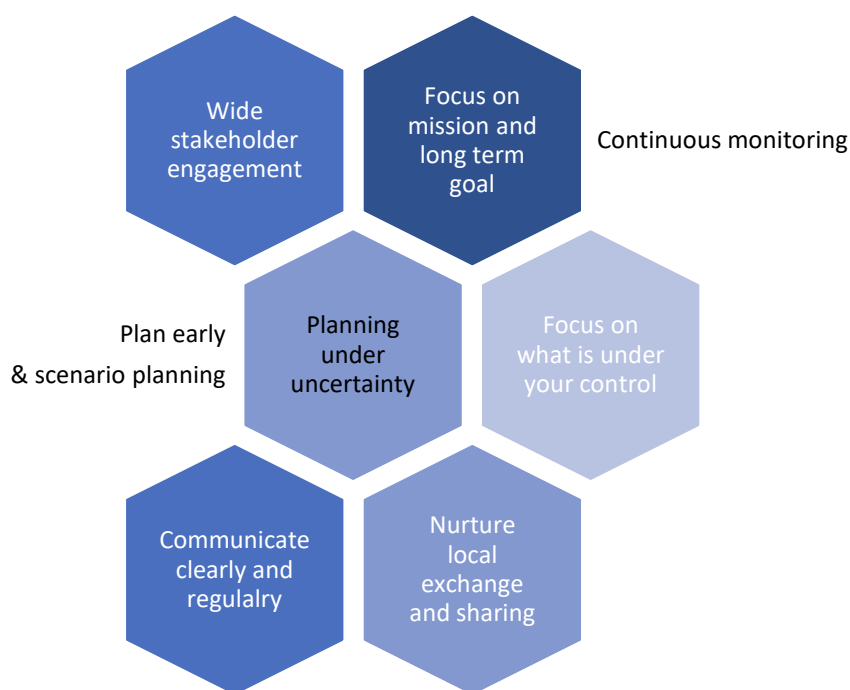 Wide
stakeholder
engagement
Focus on
mission and
long term
goal
Continuous monitoring
Plan early
& scenario planning
Planning
under
uncertainty
Focus on
what is under
your control
Communicate
clearly and
regulalry
Nurture
local
exchange
and sharing